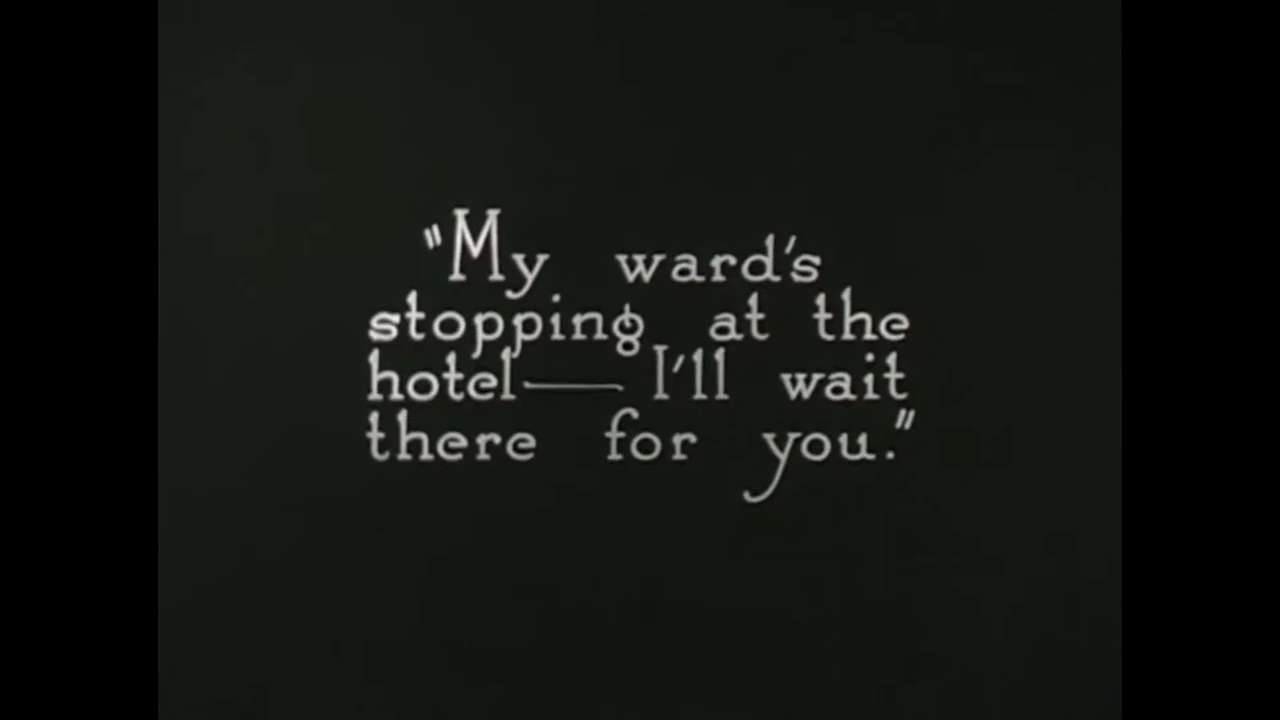 "My ward's
stopping at the
hotel—I'll wait
there for you."